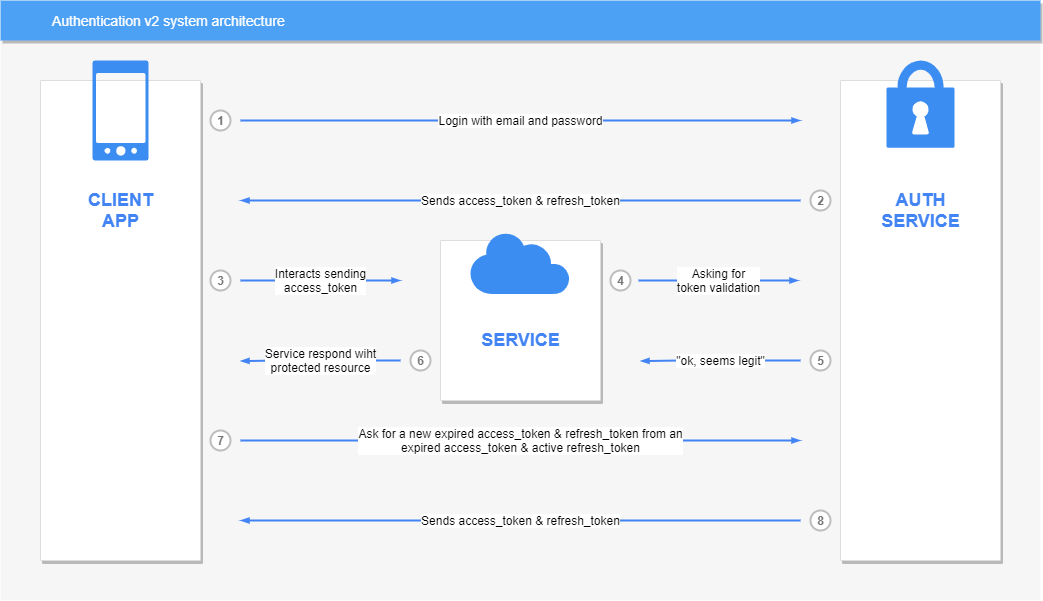 Authentication v2 system architecture
1
Login with email and password
CLIENT
APP
AUTH
SERVICE
Sends access_token & refresh_token
2
3
Interacts sending
access_token
4
Asking for
token validation
SERVICE
Service respond wiht
protected resource
6
"ok, seems legit"
5
7
Ask for a new expired access_token & refresh_token from an
expired access_token & active refresh_token
Sends access_token & refresh_token
8